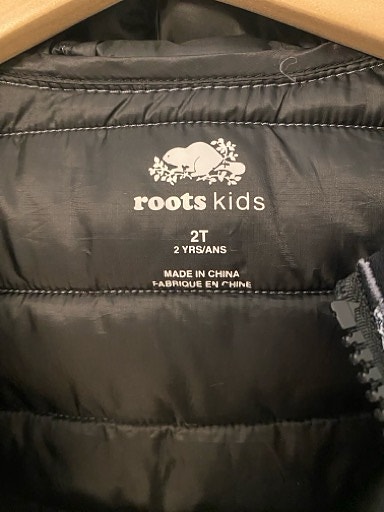 roots kids
2T
2 YRS/ANS
MADE IN CHINA
FABRIQUE EN CHINE